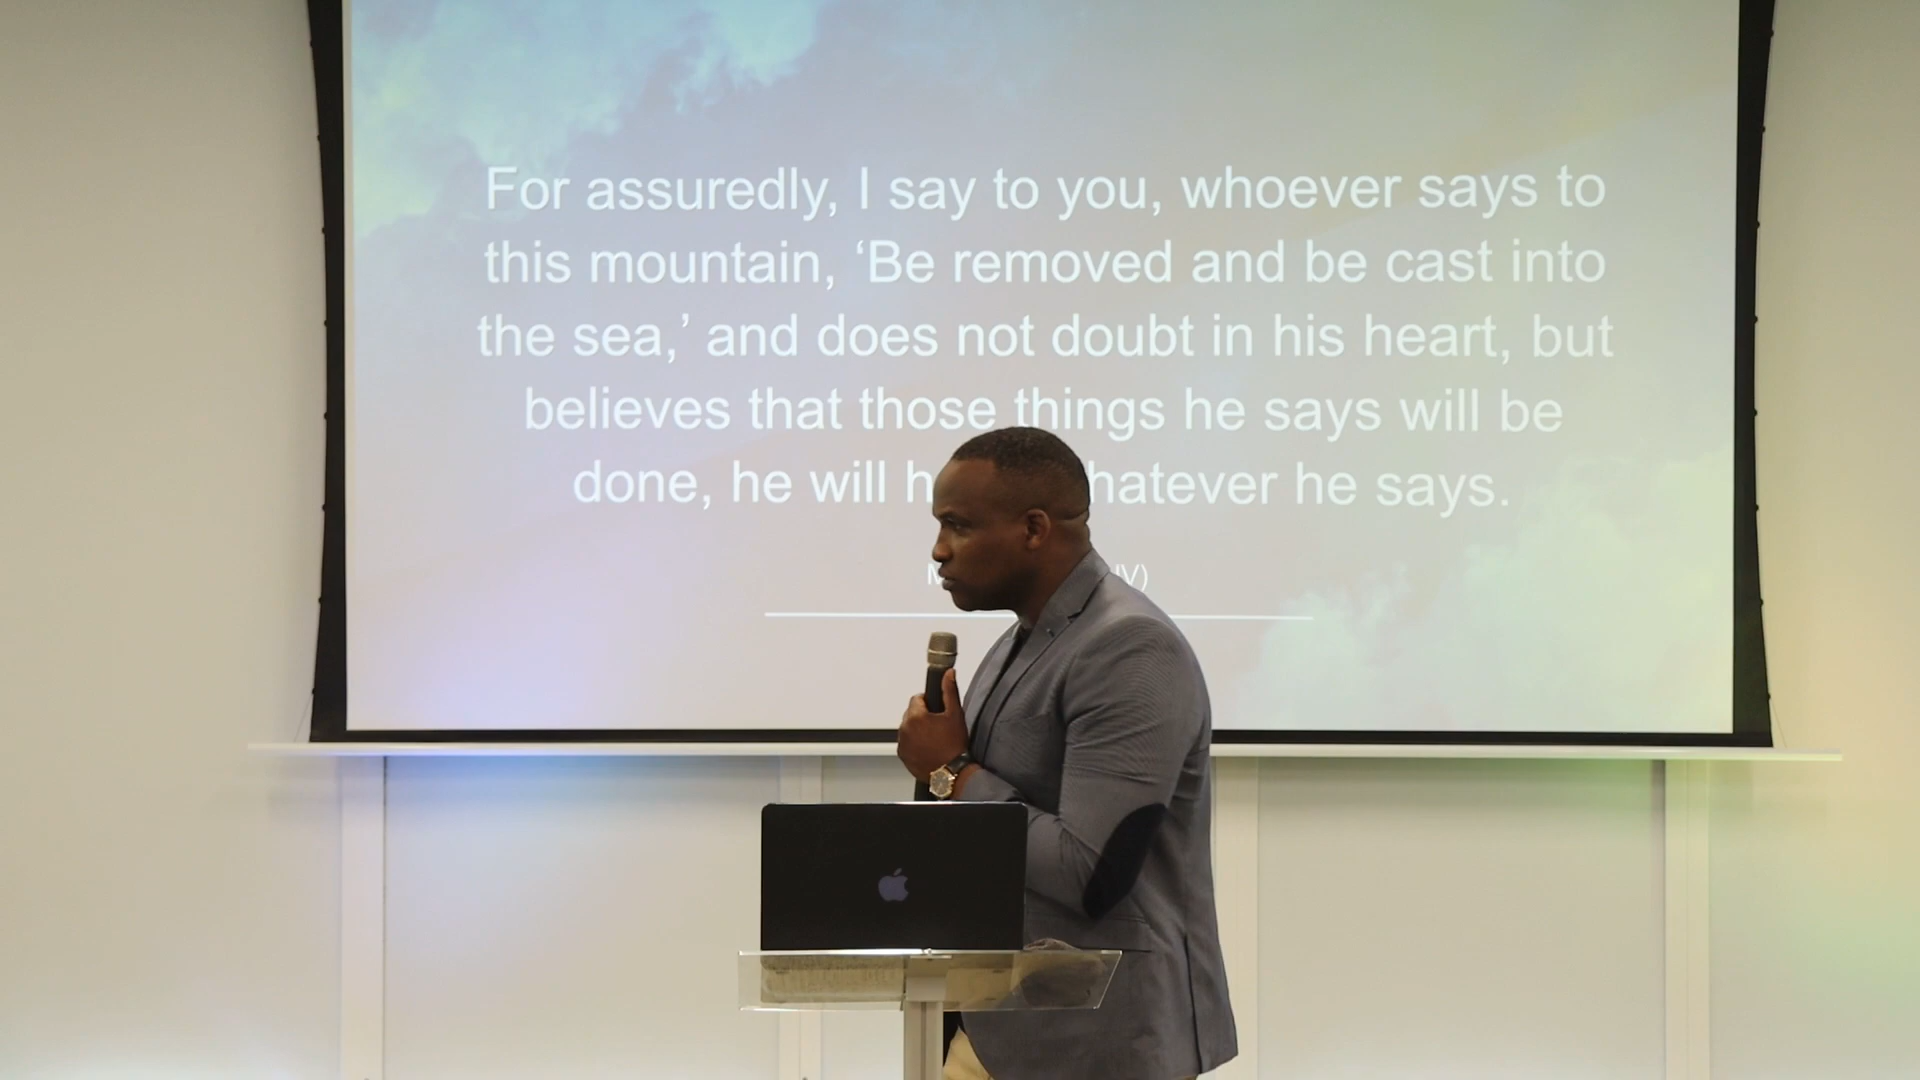 For assuredly, I say to you, whoever says to
this mountain, ‘Be removed and be cast into
the sea,’ and does not doubt in his heart, but
believes that those things he says will be
done, he will he says.